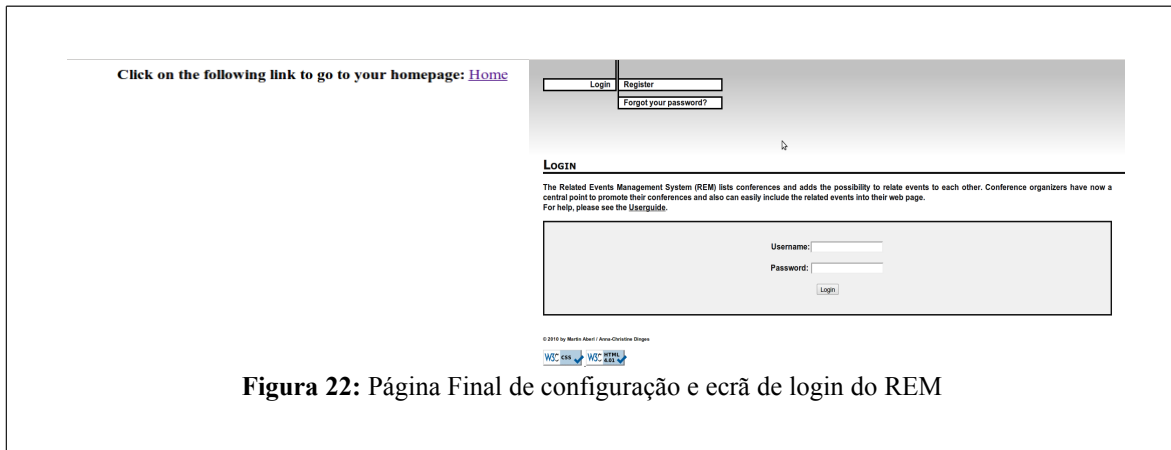 Click on the following link to go to your homepage: Home
Login
Register
Forgot your password?
LOGIN
The Related Events Management System (REM) lists conferences and adds the possibility to relate events to each other. Conference organizers have now a
central point to promote their conferences and also can easily include the related events into their web page.
For help, please see the Userguide.
Username:
Password:
Login
© 2010 by Martin Aberl / Anna-Christine Dinges
W3C CSS W3C HTML 4.01
Figura 22: Página Final de configuração e ecrã de login do REM